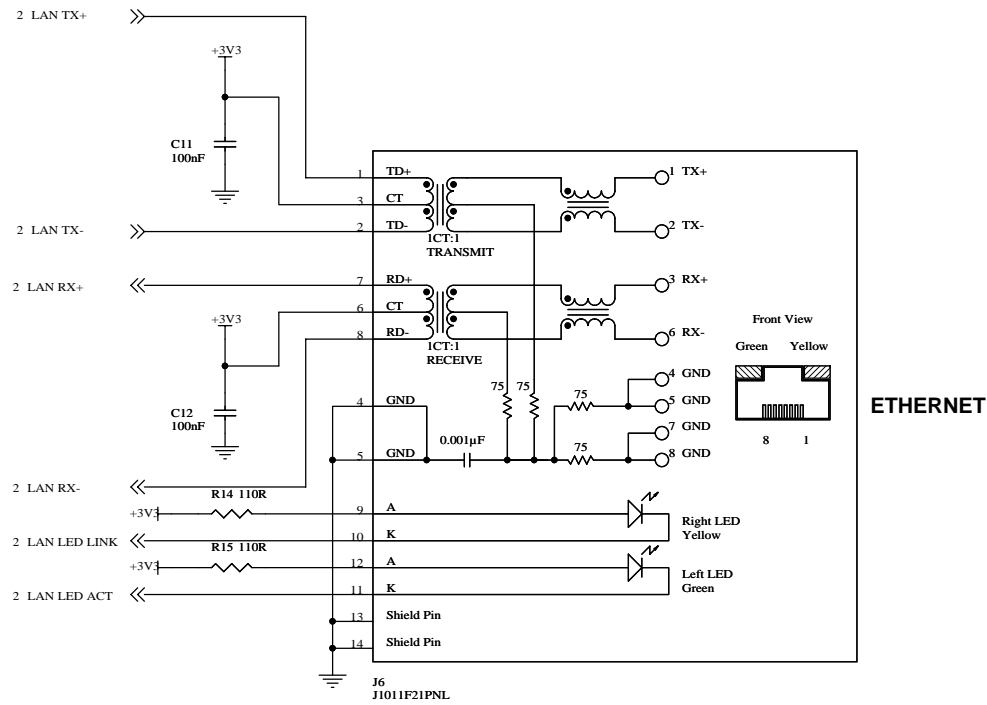 2 LAN TX+
+3V3
C11
100nF
1 TD+
1 TX+
3 CT
2 LAN TX-
2 TD-
2 TX-
1CT:1
TRANSMIT
2 LAN RX+
7 RD+
3 RX+
6 CT
+3V3
8 RD-
6 RX-
1CT:1
RECEIVE
Front View
Green Yellow
8 1
ETHERNET
C12
100nF
75 75 75
4 GND
5 GND
4 GND
0.001µF
75
7 GND
5 GND
8 GND
2 LAN RX-
R14 110R
+3V3
9 A
Right LED
Yellow
2 LAN LED LINK
10 K
R15 110R
+3V3
12 A
Left LED
Green
2 LAN LED ACT
11 K
13 Shield Pin
14 Shield Pin
J6
J1011F21PNL